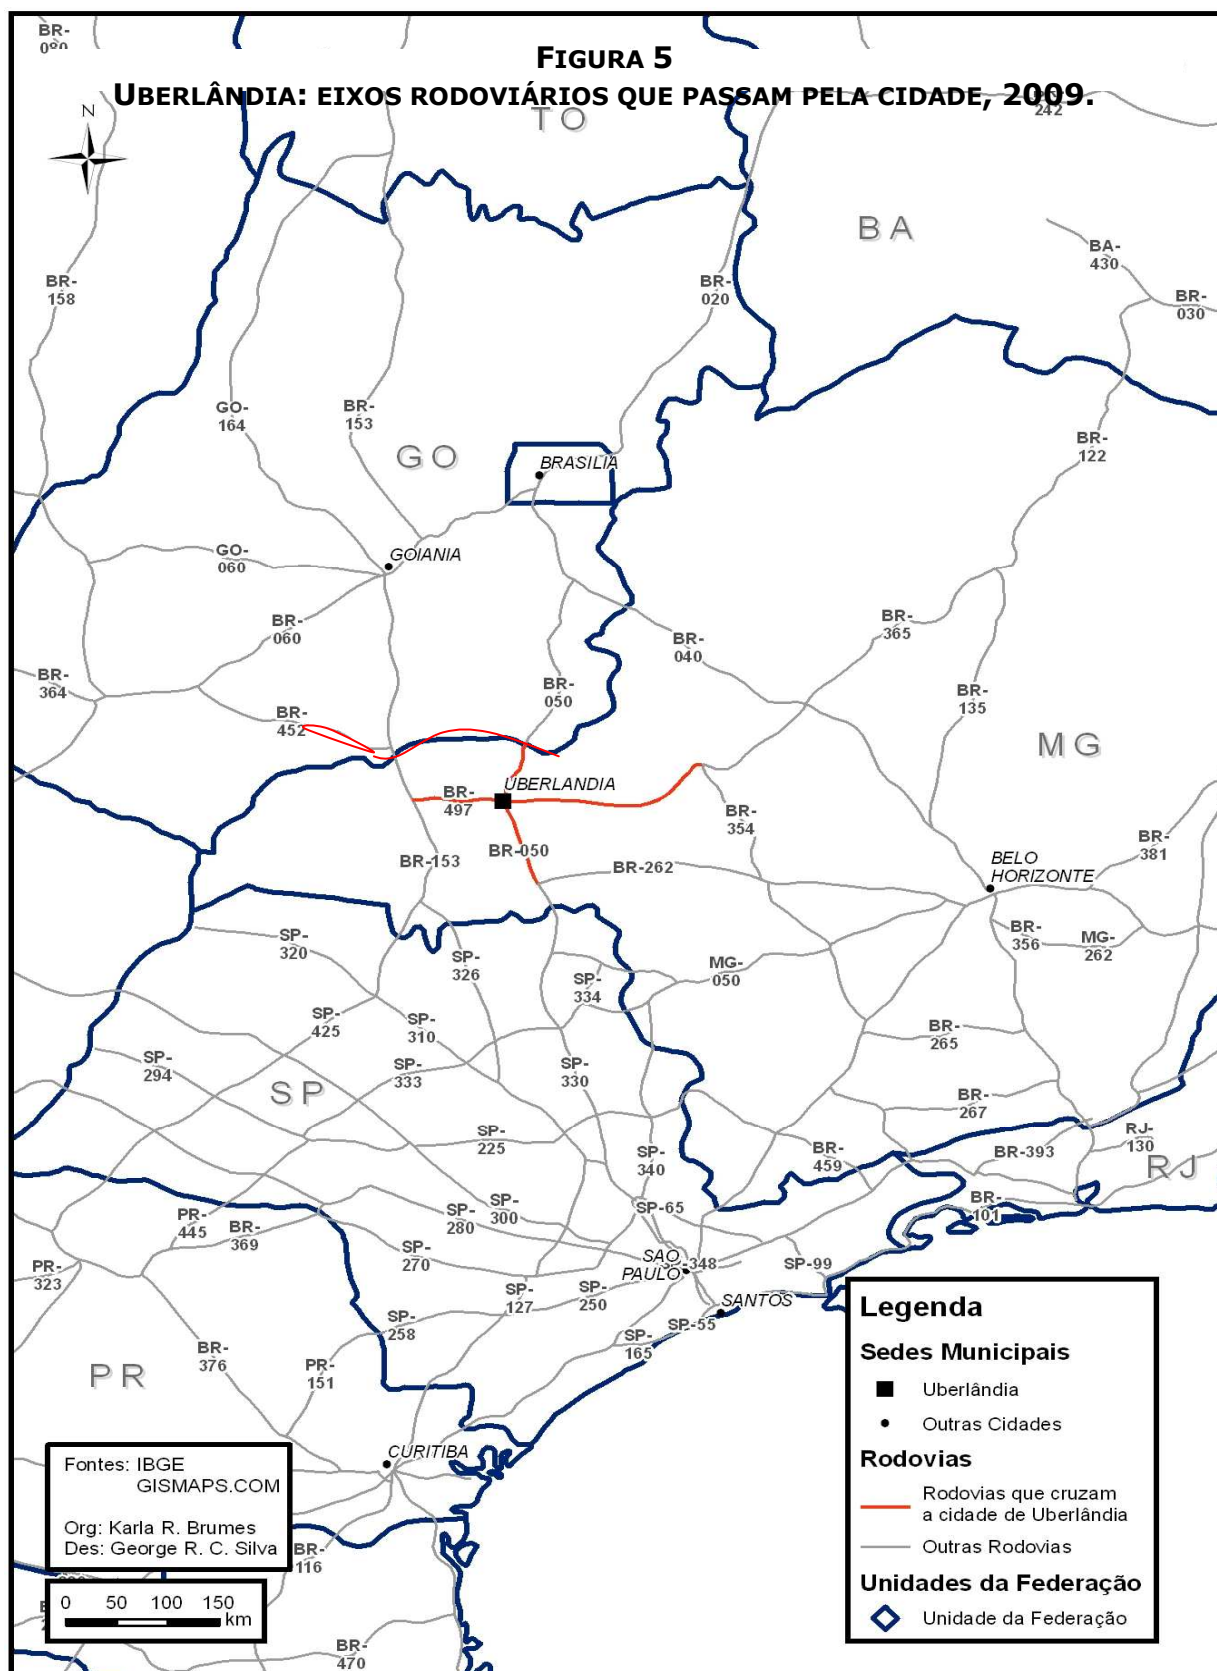 BR-
080
FIGURA 5
UBERLÂNDIA: EIXOS RODOVIÁRIOS QUE PASSAM PELA CIDADE, 2009.
N
TO
242
BA
BR-
158
BR-
020
BA-
430
BR-
030
GO-
164
BR-
153
GO
BRASILIA
BR-
122
GO-
060
GOIANIA
BR-
060
BR-
365
BR-
040
BR-
364
BR-
050
BR-
135
BR-
452
MG
UBERLANDIA
BR-
497
BR-
354
BR-050
BR-153
BR-262
BR-
381
BELO
HORIZONTE
SP-
320
BR-
356
MG-
262
SP-
326
MG-
050
SP-
334
SP-
425
SP-
310
BR-
265
SP-
294
SP-
333
SP-
330
SP
BR-
267
SP-
225
RJ-
130
SP-
340
BR-
459
BR-393
RJ
PR-
445
BR-
369
SP-
280
SP-
300
SP-65
BR-
101
SP-
270
SAO
PAULO
-348
SP-99
PR-
323
SP-
127
SP-
250
SANTOS
SP-
258
SP-
165
SP-55
BR-
376
PR-
151
PR
CURITIBA
BR-
116
BR-
470
Fontes: IBGE
GISMAPS.COM
Org: Karla R. Brumes
Des: George R. C. Silva
0 50 100 150
km
Legenda
Sedes Municipais
Uberlândia
Outras Cidades
Rodovias
Rodovias que cruzam
a cidade de Uberlândia
Outras Rodovias
Unidades da Federação
Unidade da Federação